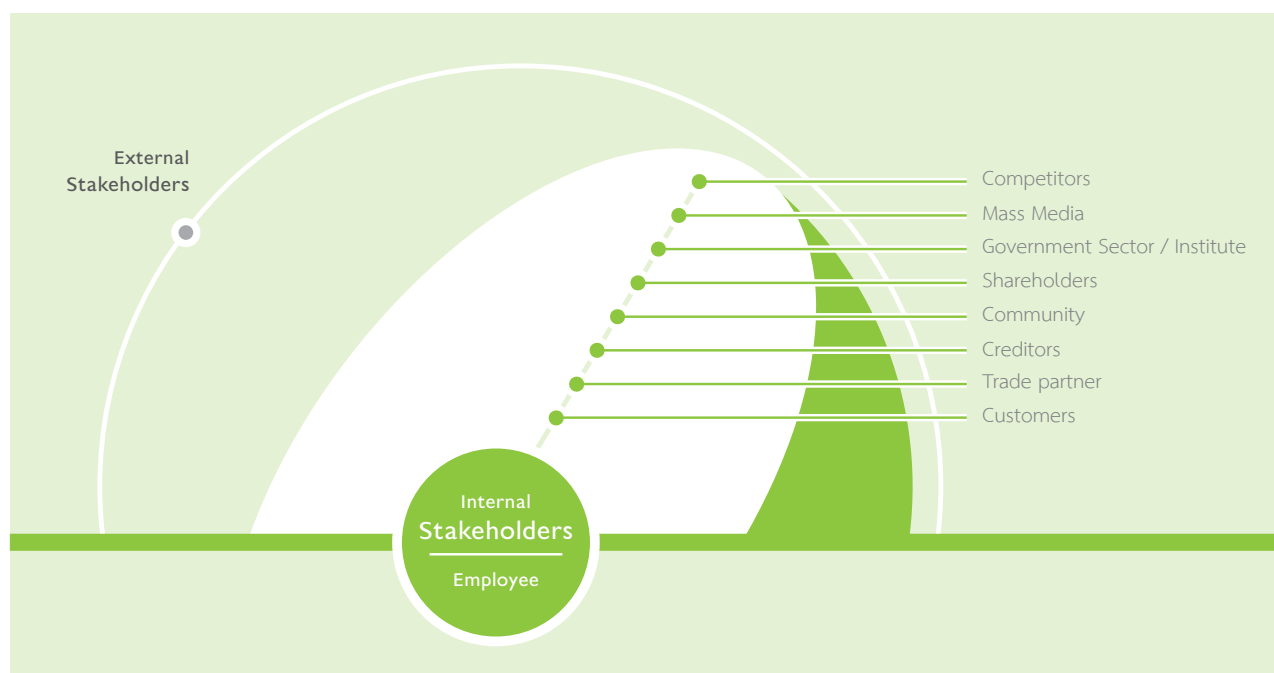 External
Stakeholders
Competitors
Mass Media
Government Sector / Institute
Shareholders
Community
Creditors
Trade partner
Customers
Internal
Stakeholders
Employee